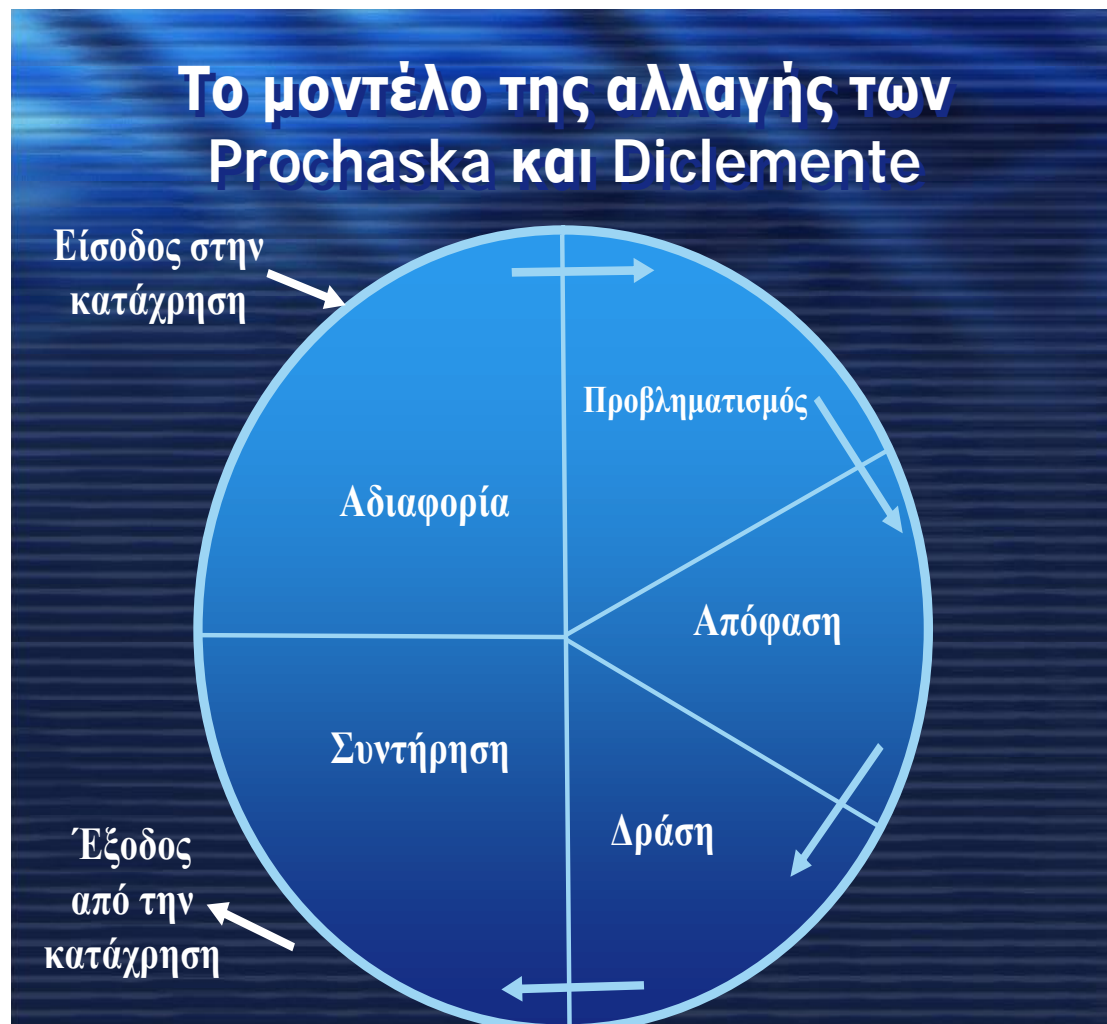 Το μοντέλο της αλλαγής των
Prochaska και Diclemente
Είσοδος στην
κατάχρηση
Προβληματισμός
Αδιαφορία
Απόφαση
Συντήρηση
Δράση
Έξοδος
από την
κατάχρηση